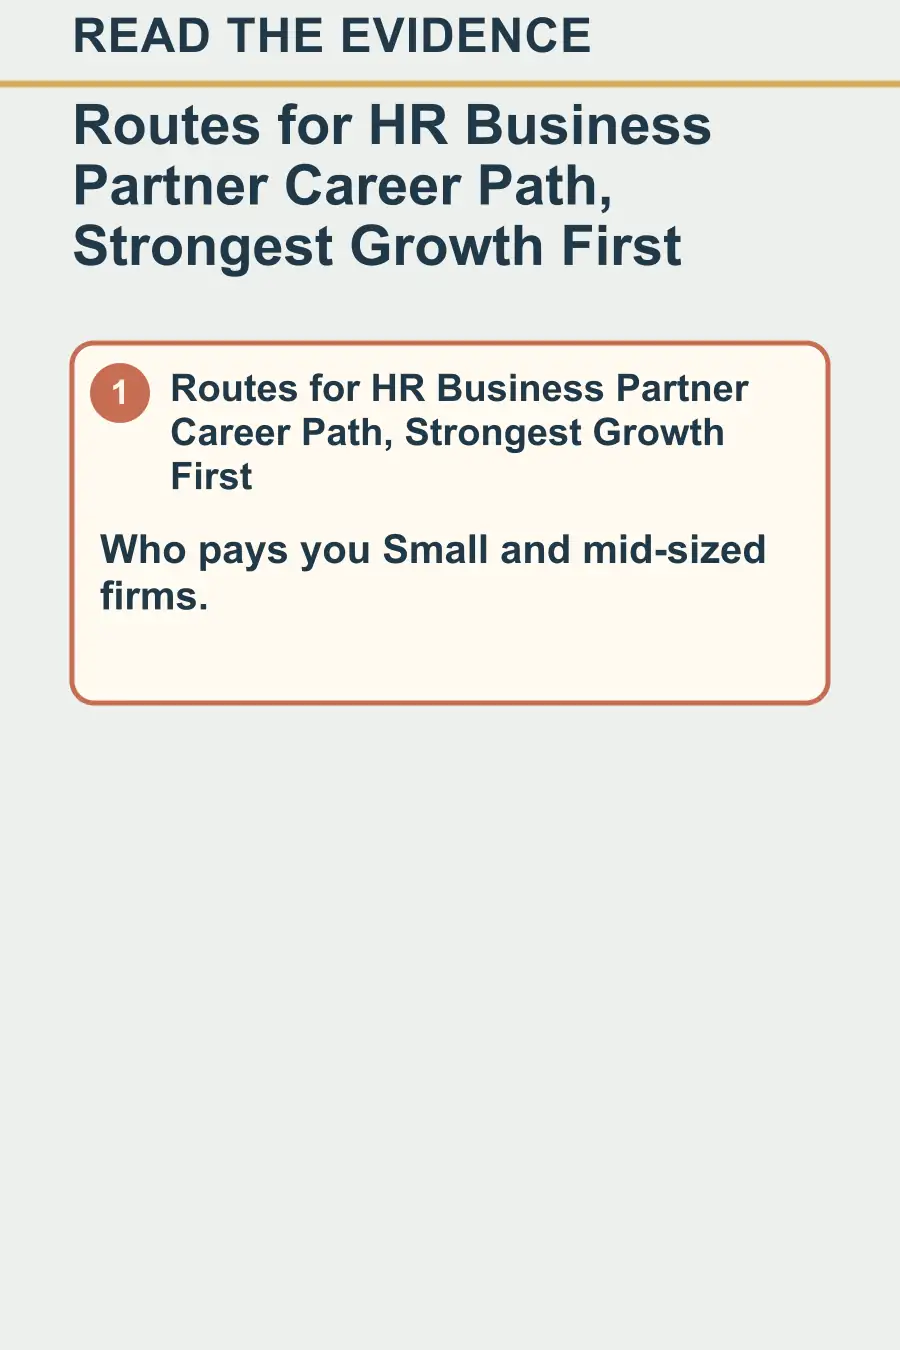 READ THE EVIDENCE
Routes for HR Business
Partner Career Path,
Strongest Growth First
1
Routes for HR Business Partner
Career Path, Strongest Growth
First
Who pays you Small and mid-sized
firms.